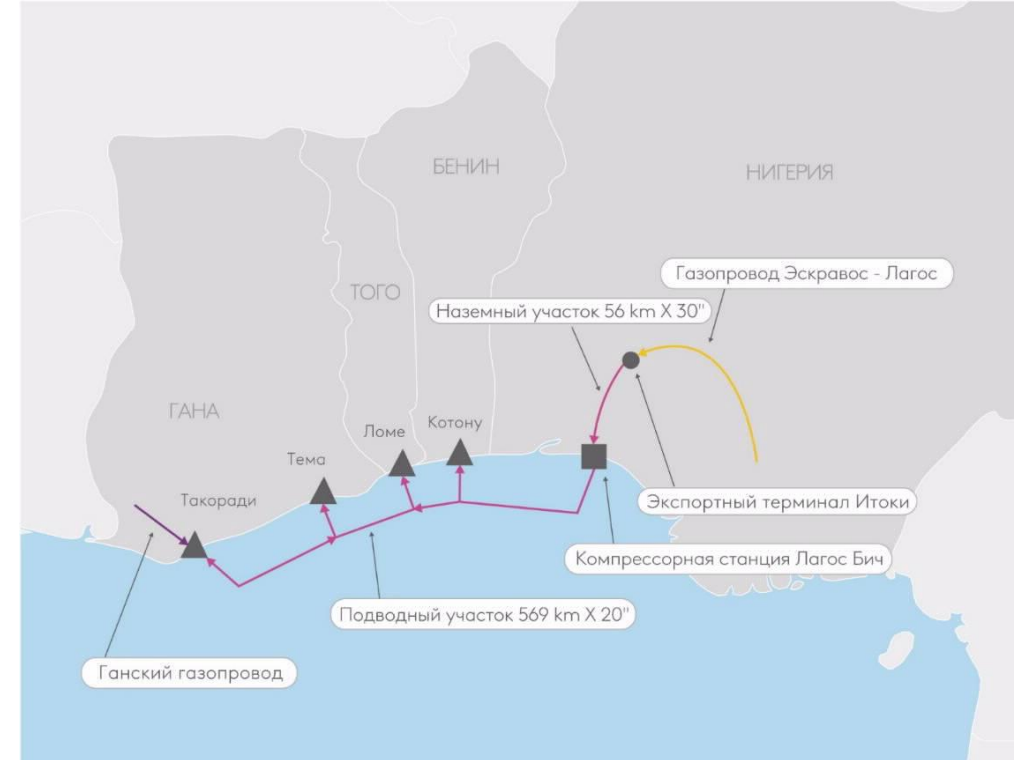 БЕНИН
НИГЕРИЯ
Газопровод Эскравос - Лагос
ТОГО
Наземный участок 56 km X 30"
ГАНА
Котону
Ломе
Тема
Такоради
Экспортный терминал Итоки
Компрессорная станция Лагос Бич
Подводный участок 569 km X 20"
Ганский газопровод